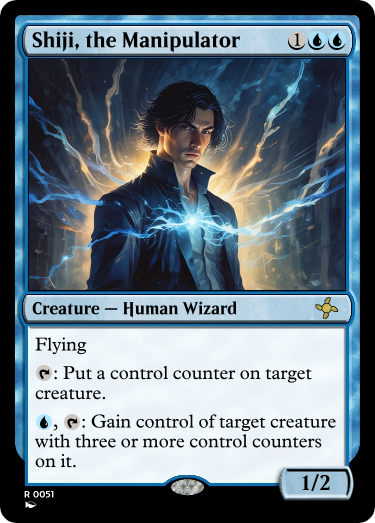 Shiji, the Manipulator 1
Creature — Human Wizard
Flying
: Put a control counter on target
creature.
, : Gain control of target creature
with three or more control counters
on it.
1/2
R 0051